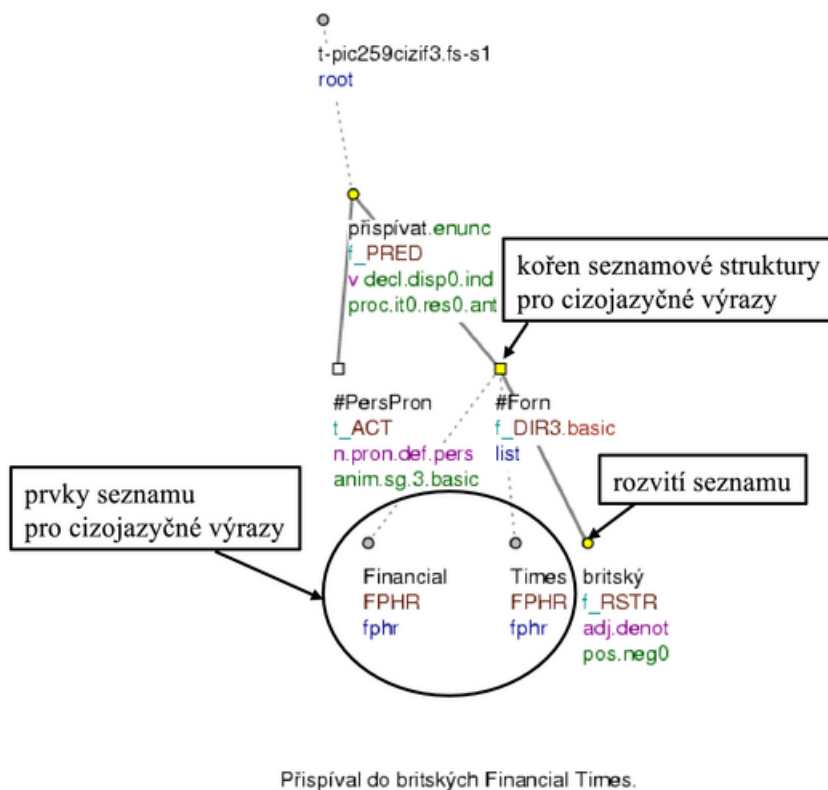 t-pic259cizif3.fs-s1
root
přispívat.enunc
f_PRED
v decl.disp0.ind
proc.it0.res0.ant
kořen seznamové struktury
pro cizojazyčné výrazy
#PersPron
t_ACT
n.pron.def.pers
anim.sg.3.basic
#Forn
f_DIR3.basic
list
prvky seznamu
pro cizojazyčné výrazy
rozvití seznamu
Financial
FPHR
fphr
Times
FPHR
fphr
britský
f_RSTR
adj.denot
pos.neg0
Přispíval do britských Financial Times.